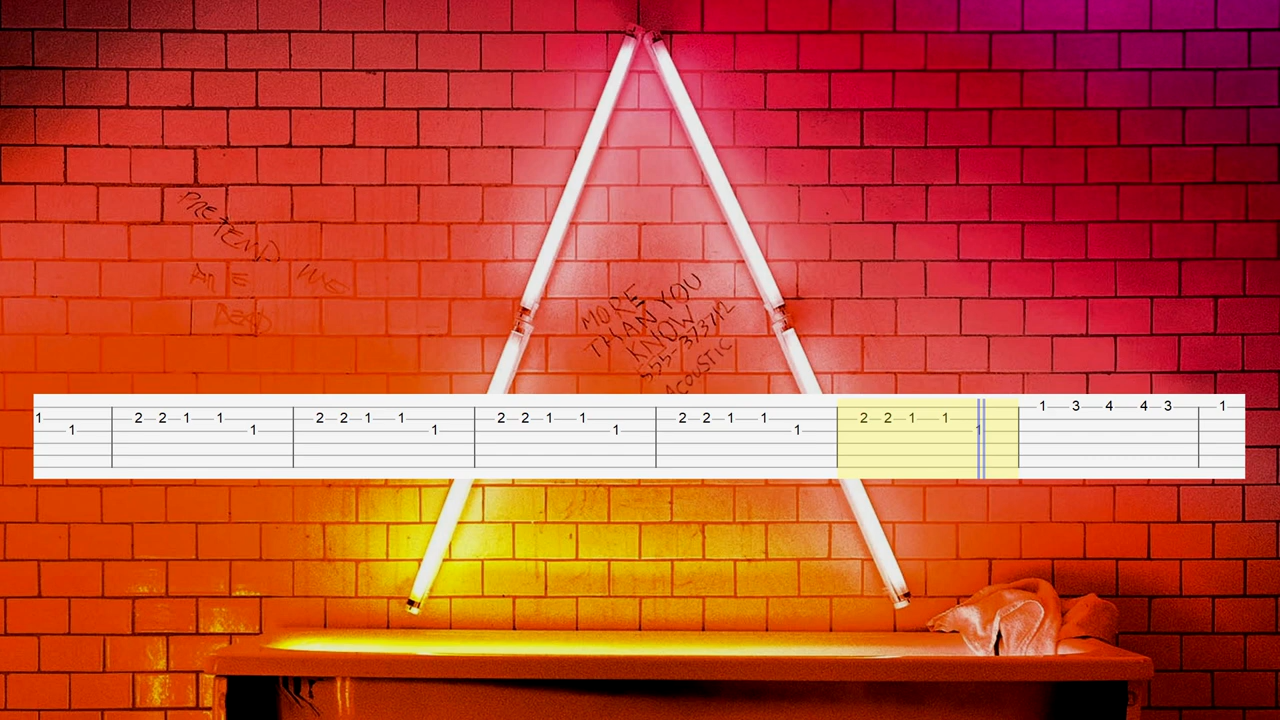 PRETEND
WE
ARE
DEAD
MORE
THAN YOU
KNOW
555-373712
ACOUSTIC
1 1 2 2 1 1 1 2 2 1 1 1 2 2 1 1 1 2 2 1 1 1 2 2 1 1 1 1 3 4 4 3 1